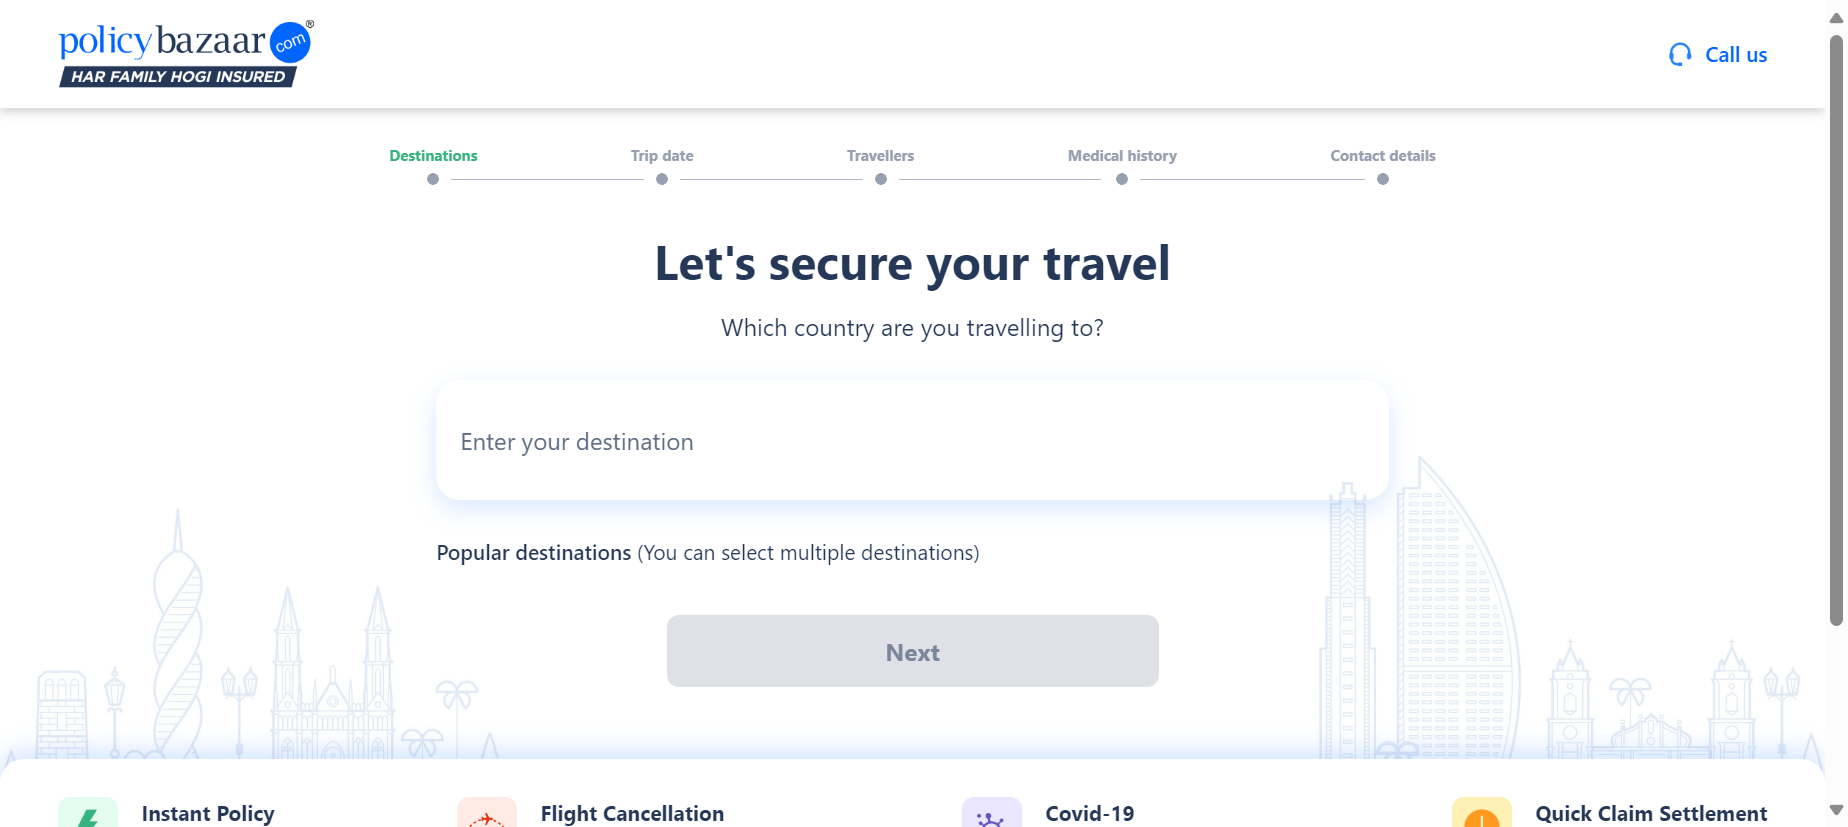 policybazaar com ®
HAR FAMILY HOGI INSURED
Call us
Destinations
Trip date
Travellers
Medical history
Contact details
Let's secure your travel
Which country are you travelling to?
Enter your destination
Popular destinations (You can select multiple destinations)
Next
Instant Policy
Flight Cancellation
Covid-19
Quick Claim Settlement